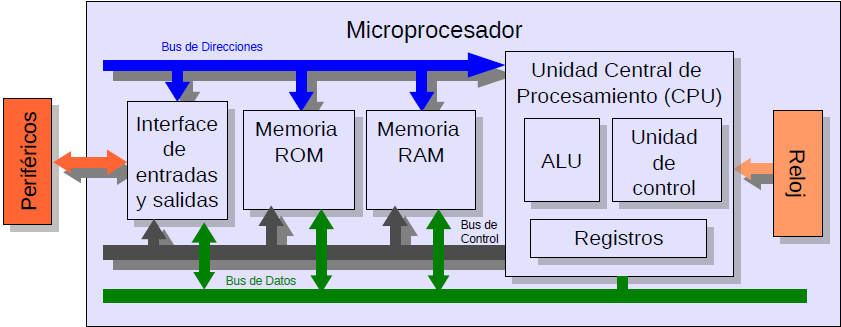 Microprocesador
Bus de Direcciones
Unidad Central de
Procesamiento (CPU)
Periféricos
Interface
de
entradas
y salidas
Memoria
ROM
Memoria
RAM
ALU
Unidad
de
control
Reloj
Registros
Bus de
Control
Bus de Datos